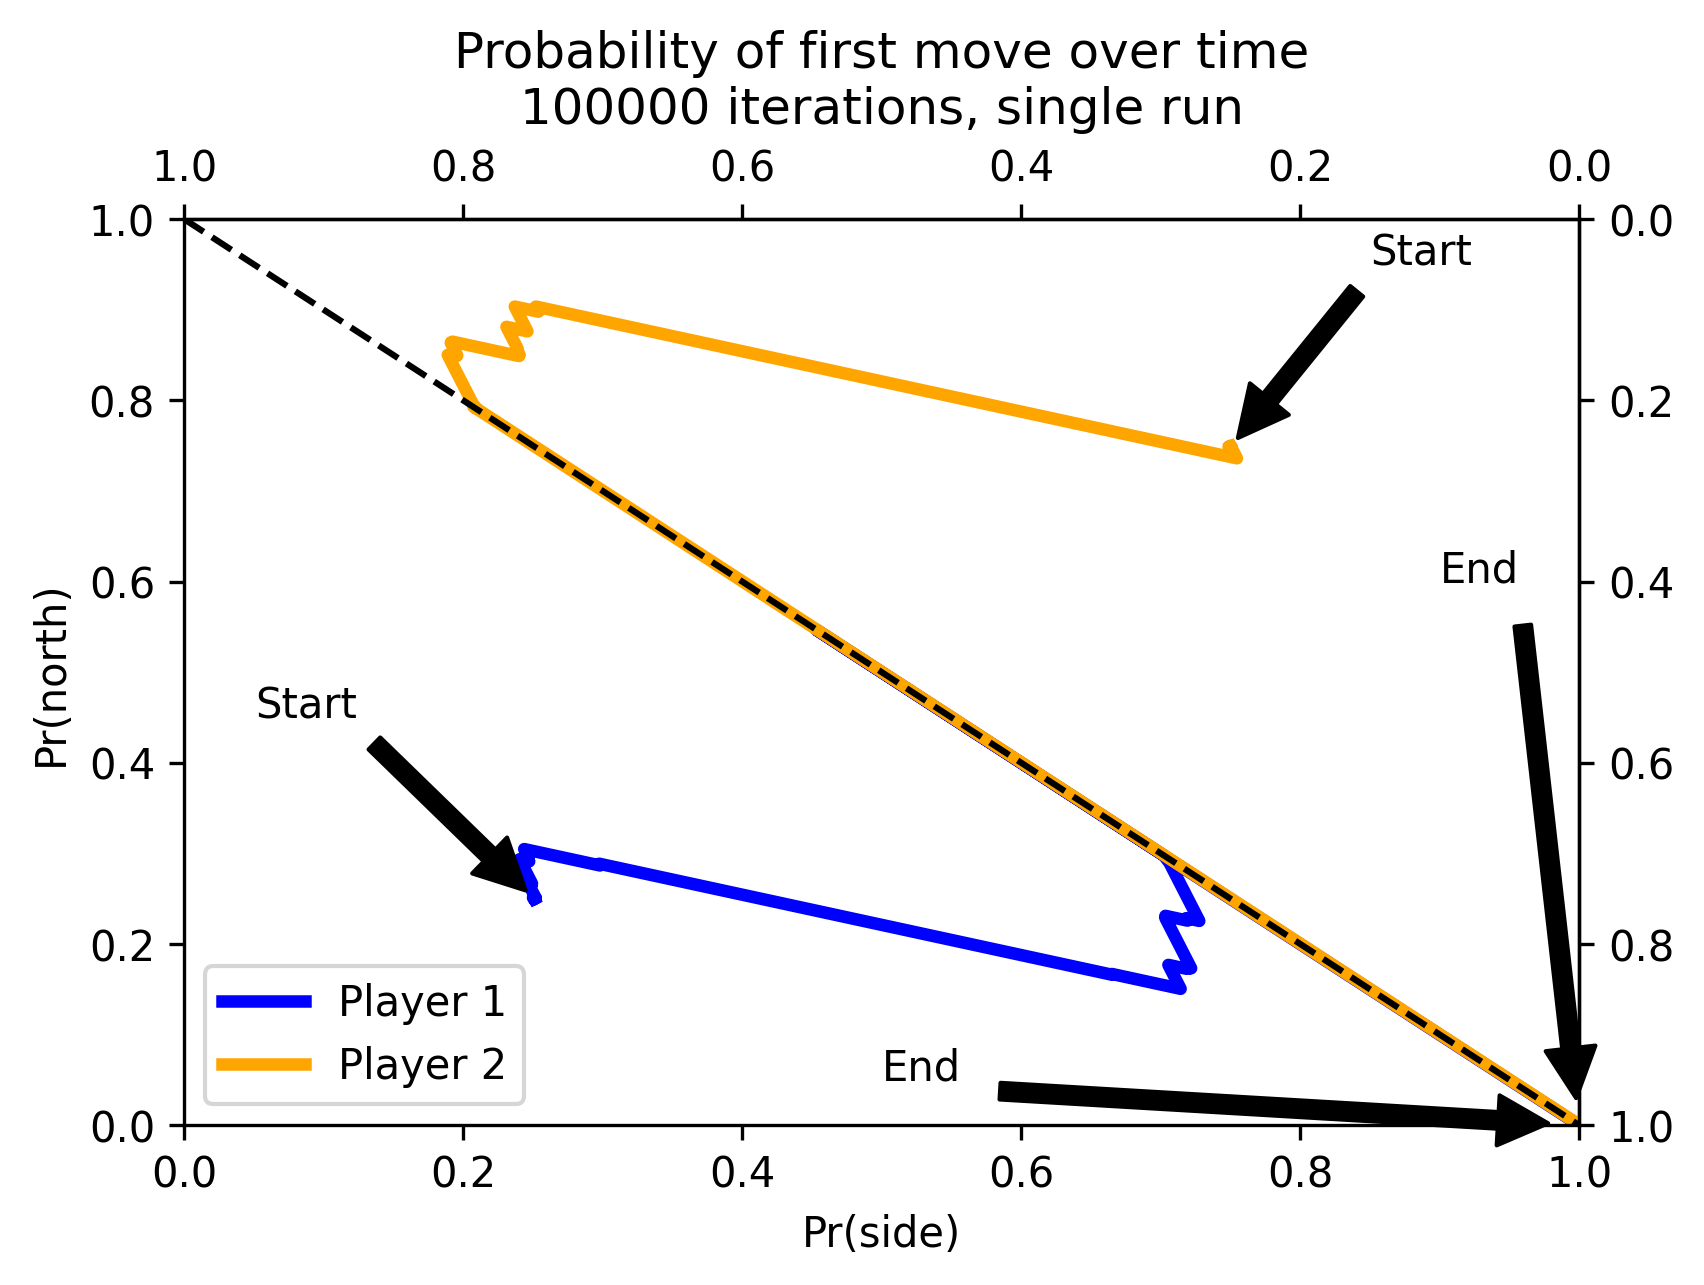 Probability of first move over time
100000 iterations, single run
1.0 0.8 0.6 0.4 0.2 0.0
1.0 0.0
Start
0.8 0.2
End
0.6 0.4
Pr(north)
Start
0.4 0.6
0.2 0.8
Player 1
Player 2
End
0.0 1.0
0.0 0.2 0.4 0.6 0.8 1.0
Pr(side)